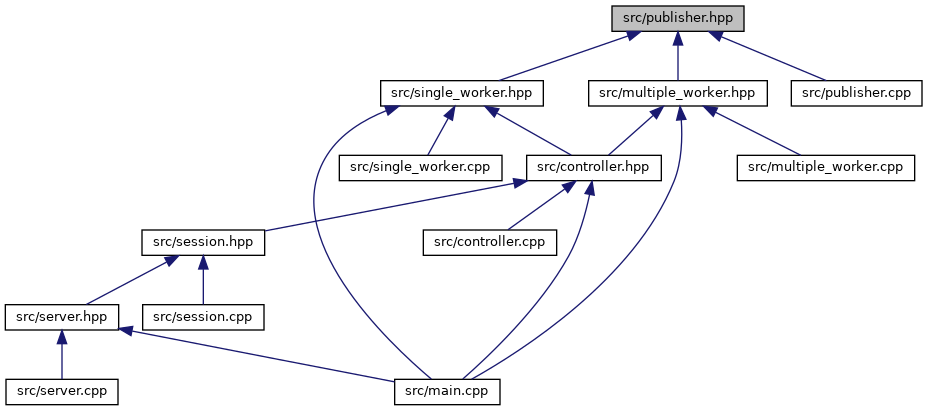 src/publisher.hpp
src/single_worker.hpp
src/multiple_worker.hpp
src/publisher.cpp
src/single_worker.cpp
src/controller.hpp
src/multiple_worker.cpp
src/session.hpp
src/controller.cpp
src/server.hpp
src/session.cpp
src/server.cpp
src/main.cpp